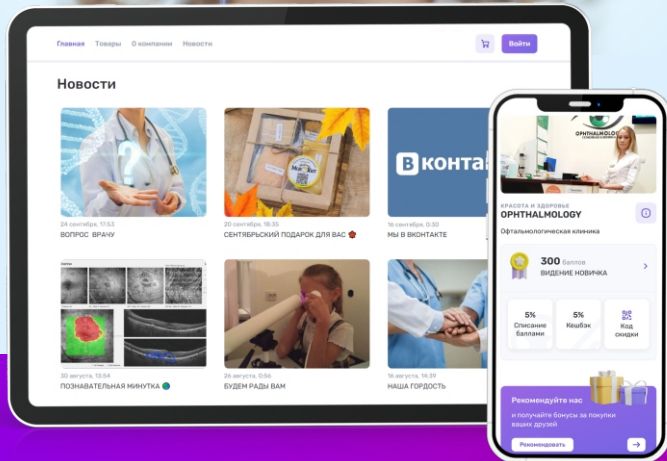 Главная Товары О компании Новости
Войти
Новости
В конта
24 сентября, 17:53
ВОПРОС ВРАЧУ
20 сентября, 18:35
СЕНТЯБРЬСКИЙ ПОДАРОК ДЛЯ ВАС
16 сентября, 0:30
МЫ В ВКОНТАКТЕ
30 августа, 13:54
ПОЗНАВАТЕЛЬНАЯ МИНУТКА
26 августа, 0:56
БУДЕМ РАДЫ ВАМ
16 августа, 14:39
НАША ГОРДОСТЬ
OPHTHALMOLOGY
КРАСОТА И ЗДОРОВЬЕ
OPHTHALMOLOGY
Офтальмологическая клиника
300 баллов
ВИДЕНИЕ НОВИЧКА
5%
Списание
баллами
5%
Кешбэк
Код
скидки
Рекомендуйте нас
и получайте бонусы за покупки
ваших друзей
Рекомендовать